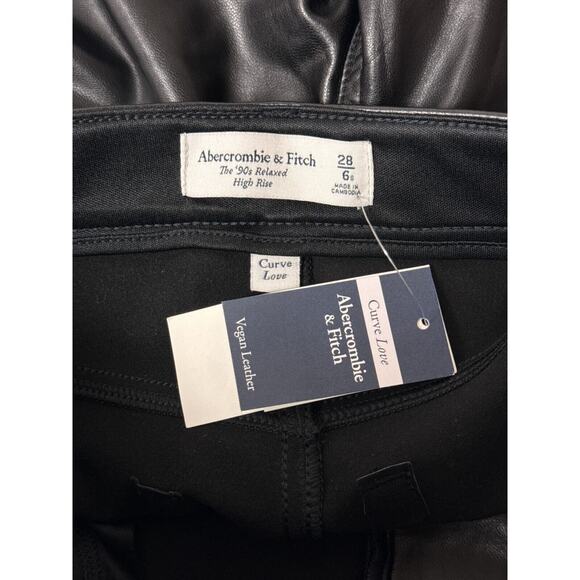 Abercrombie & Fitch
The '90s Relaxed
High Rise
28
6S
MADE IN
CAMBODIA
Curve
Love
Curve Love
Abercrombie
& Fitch
Vegan Leather